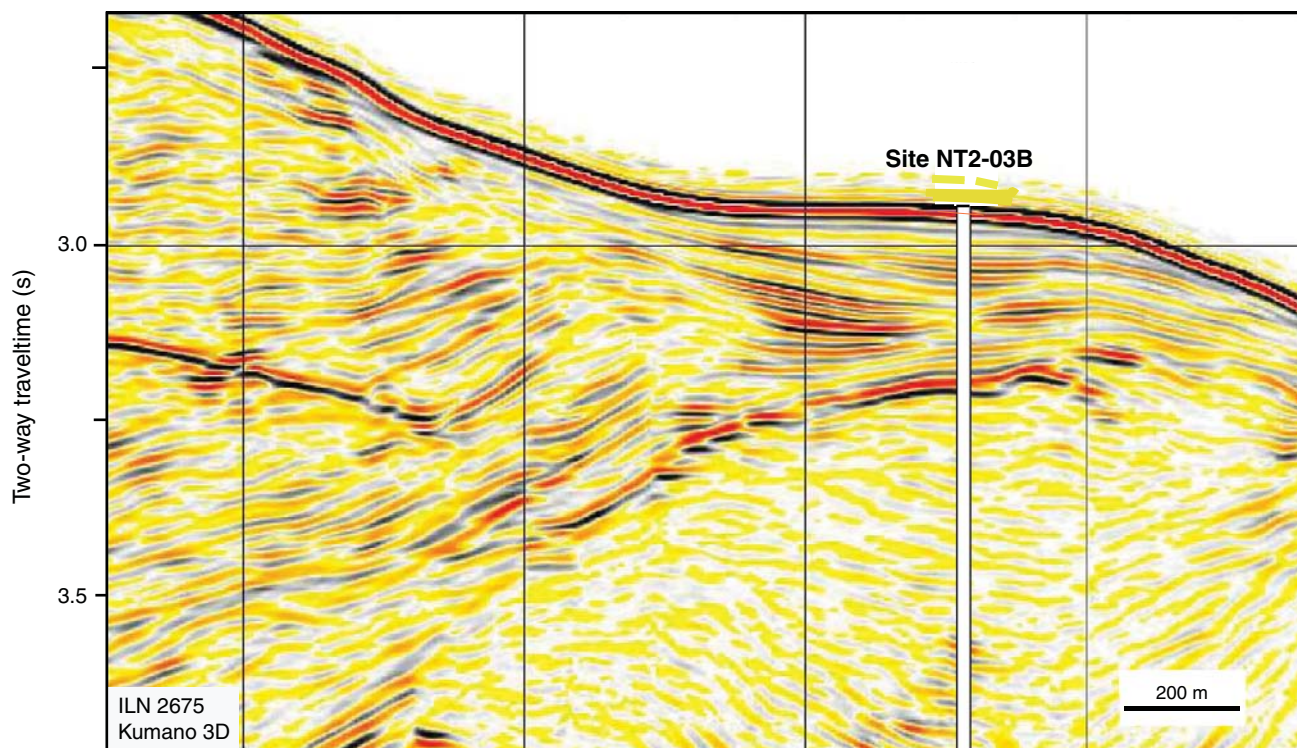 Site NT2-03B
3.0
Two-way traveltime (s)
3.5
200 m
ILN 2675
Kumano 3D